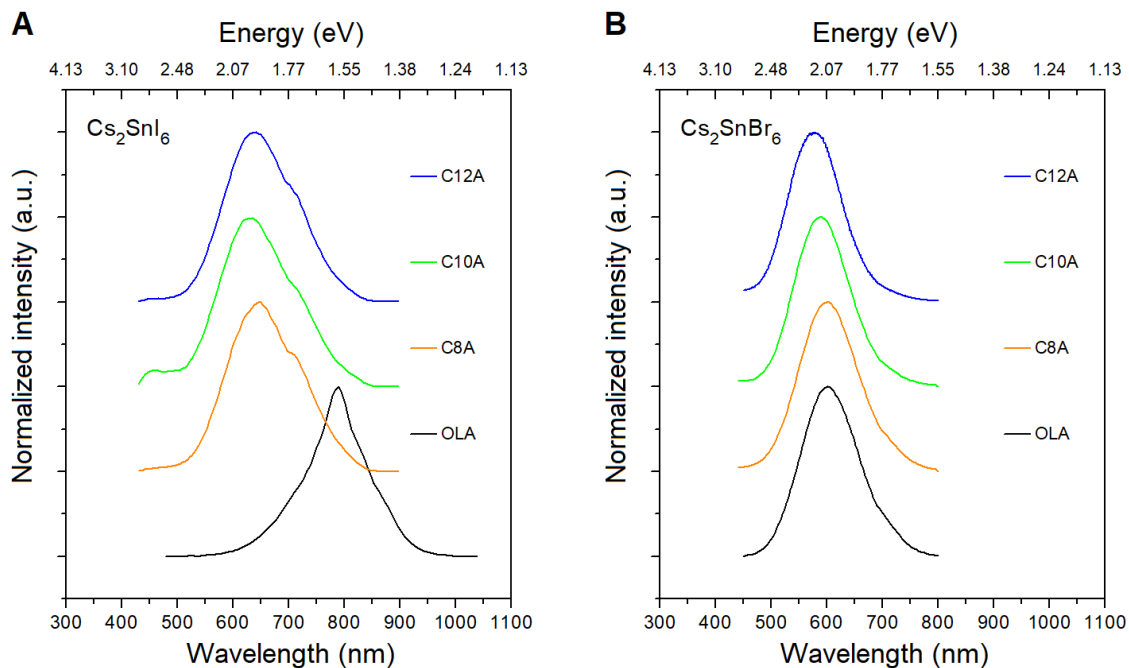 A
Energy (eV)
4.13 3.10 2.48 2.07 1.77 1.55 1.38 1.24 1.13
Cs₂SnI₆
C12A
C10A
C8A
OLA
Normalized intensity (a.u.)
300 400 500 600 700 800 900 1000 1100
Wavelength (nm)
B
Energy (eV)
4.13 3.10 2.48 2.07 1.77 1.55 1.38 1.24 1.13
Cs₂SnBr₆
C12A
C10A
C8A
OLA
Normalized intensity (a.u.)
300 400 500 600 700 800 900 1000 1100
Wavelength (nm)